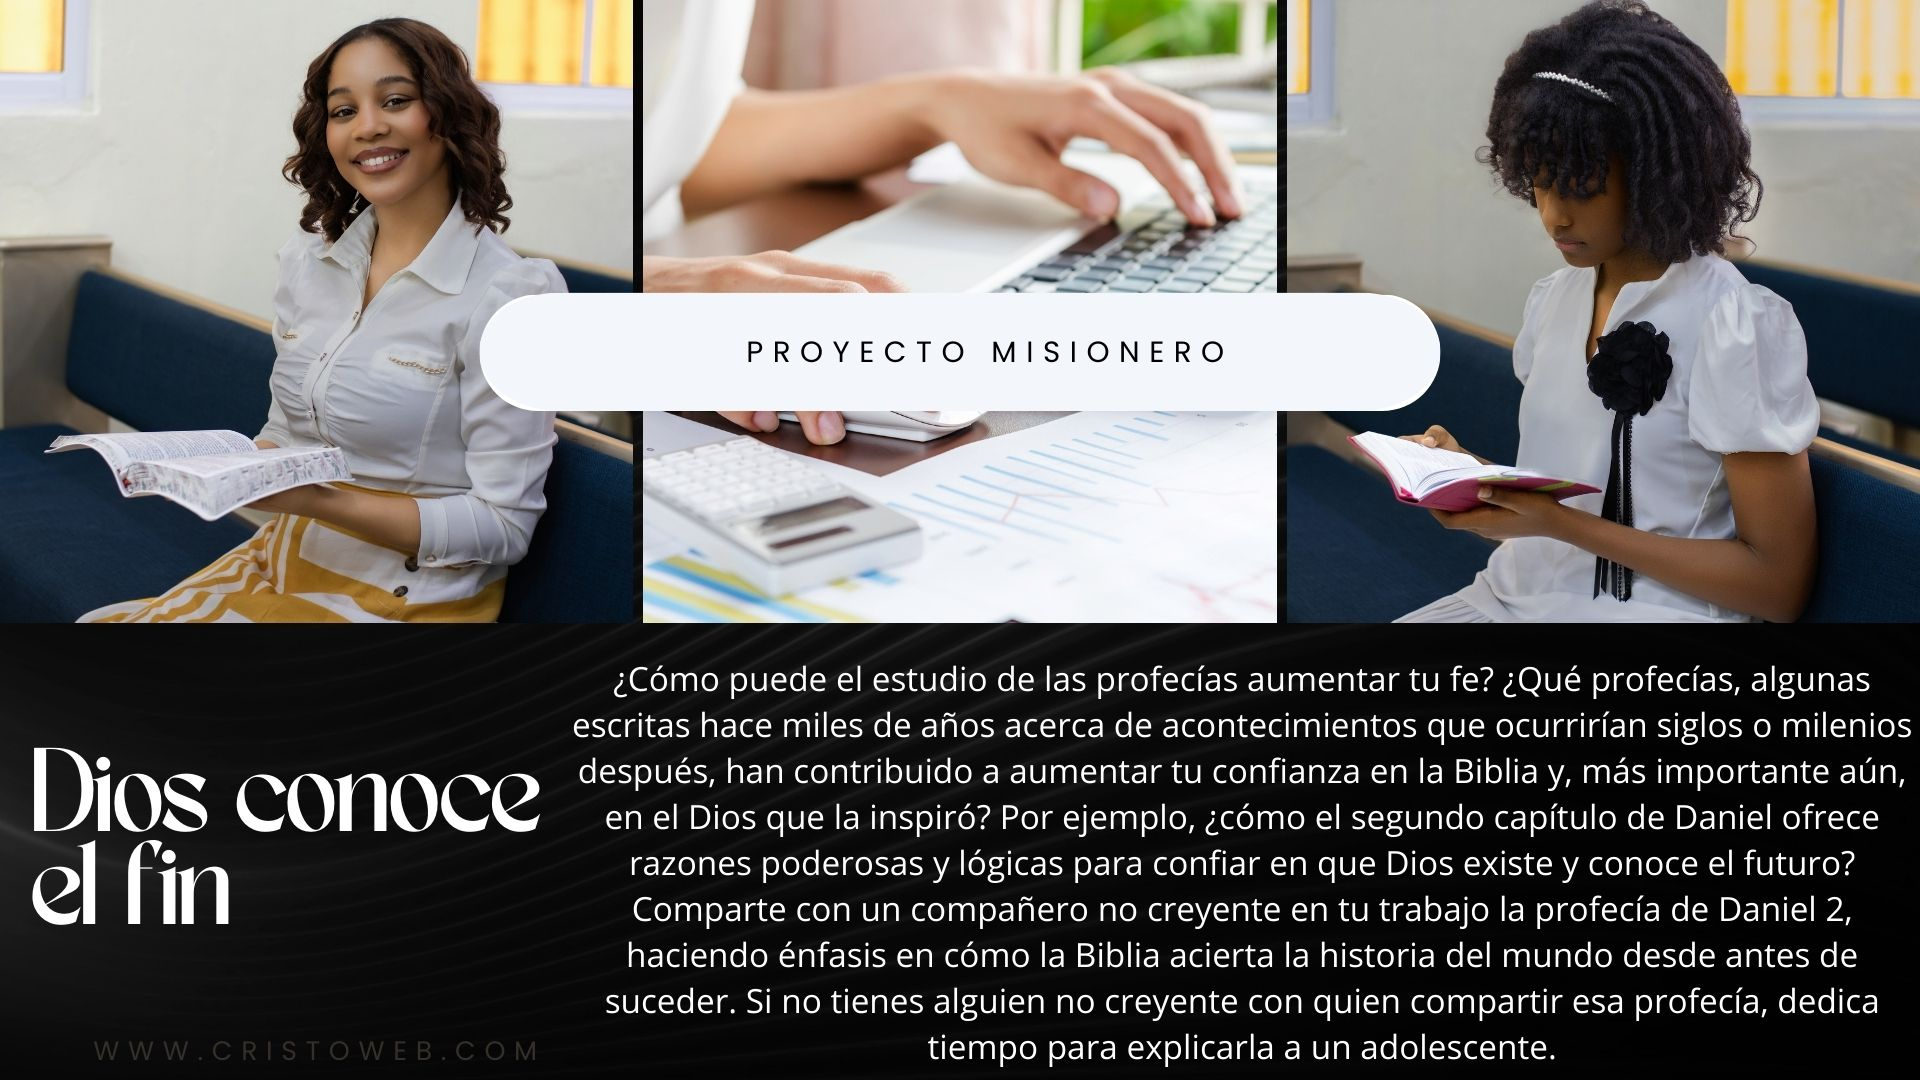 PROYECTO MISIONERO
Dios conoce
el fin
¿Cómo puede el estudio de las profecías aumentar tu fe? ¿Qué profecías, algunas
escritas hace miles de años acerca de acontecimientos que ocurrirían siglos o milenios
después, han contribuido a aumentar tu confianza en la Biblia y, más importante aún,
en el Dios que la inspiró? Por ejemplo, ¿cómo el segundo capítulo de Daniel ofrece
razones poderosas y lógicas para confiar en que Dios existe y conoce el futuro?
Comparte con un compañero no creyente en tu trabajo la profecía de Daniel 2,
haciendo énfasis en cómo la Biblia acierta la historia del mundo desde antes de
suceder. Si no tienes alguien no creyente con quien compartir esa profecía, dedica
tiempo para explicarla a un adolescente.
WWW.CRISTOWEB.COM